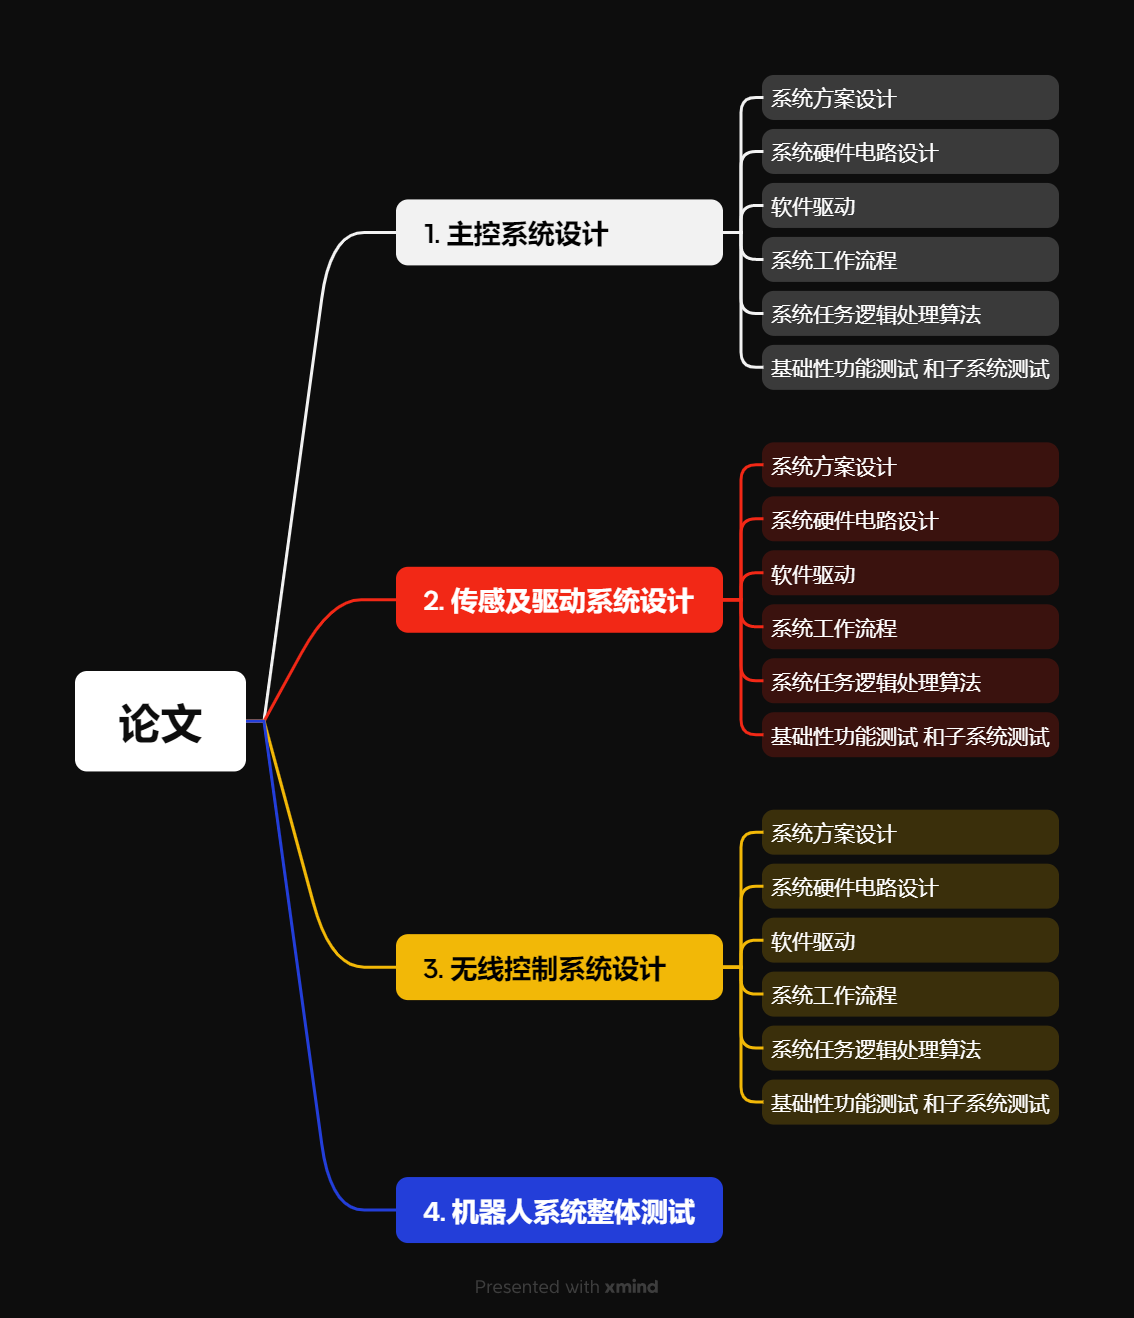 论文
1. 主控系统设计
系统方案设计
系统硬件电路设计
软件驱动
系统工作流程
系统任务逻辑处理算法
基础性功能测试 和子系统测试
2. 传感及驱动系统设计
系统方案设计
系统硬件电路设计
软件驱动
系统工作流程
系统任务逻辑处理算法
基础性功能测试 和子系统测试
3. 无线控制系统设计
系统方案设计
系统硬件电路设计
软件驱动
系统工作流程
系统任务逻辑处理算法
基础性功能测试 和子系统测试
4. 机器人系统整体测试
Presented with xmind